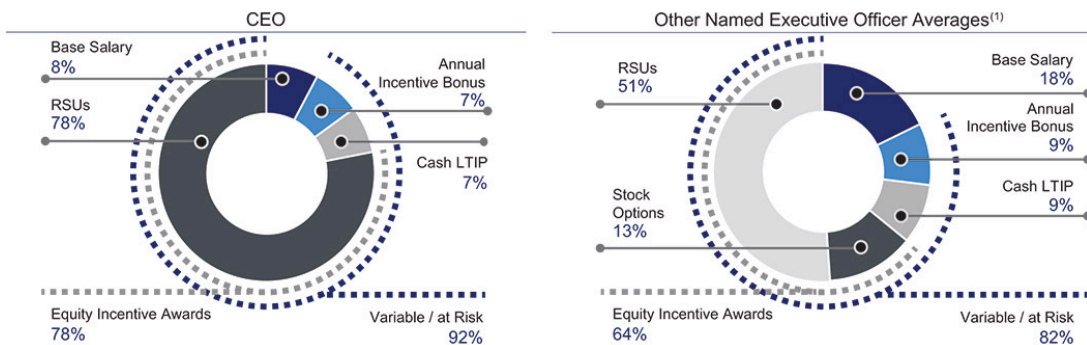 CEO
Base Salary
8%
RSUs
78%
Annual
Incentive Bonus
7%
Cash LTIP
7%
Equity Incentive Awards
78%
Variable / at Risk
92%
Other Named Executive Officer Averages(1)
RSUs
51%
Base Salary
18%
Annual
Incentive Bonus
9%
Cash LTIP
9%
Stock
Options
13%
Equity Incentive Awards
64%
Variable / at Risk
82%